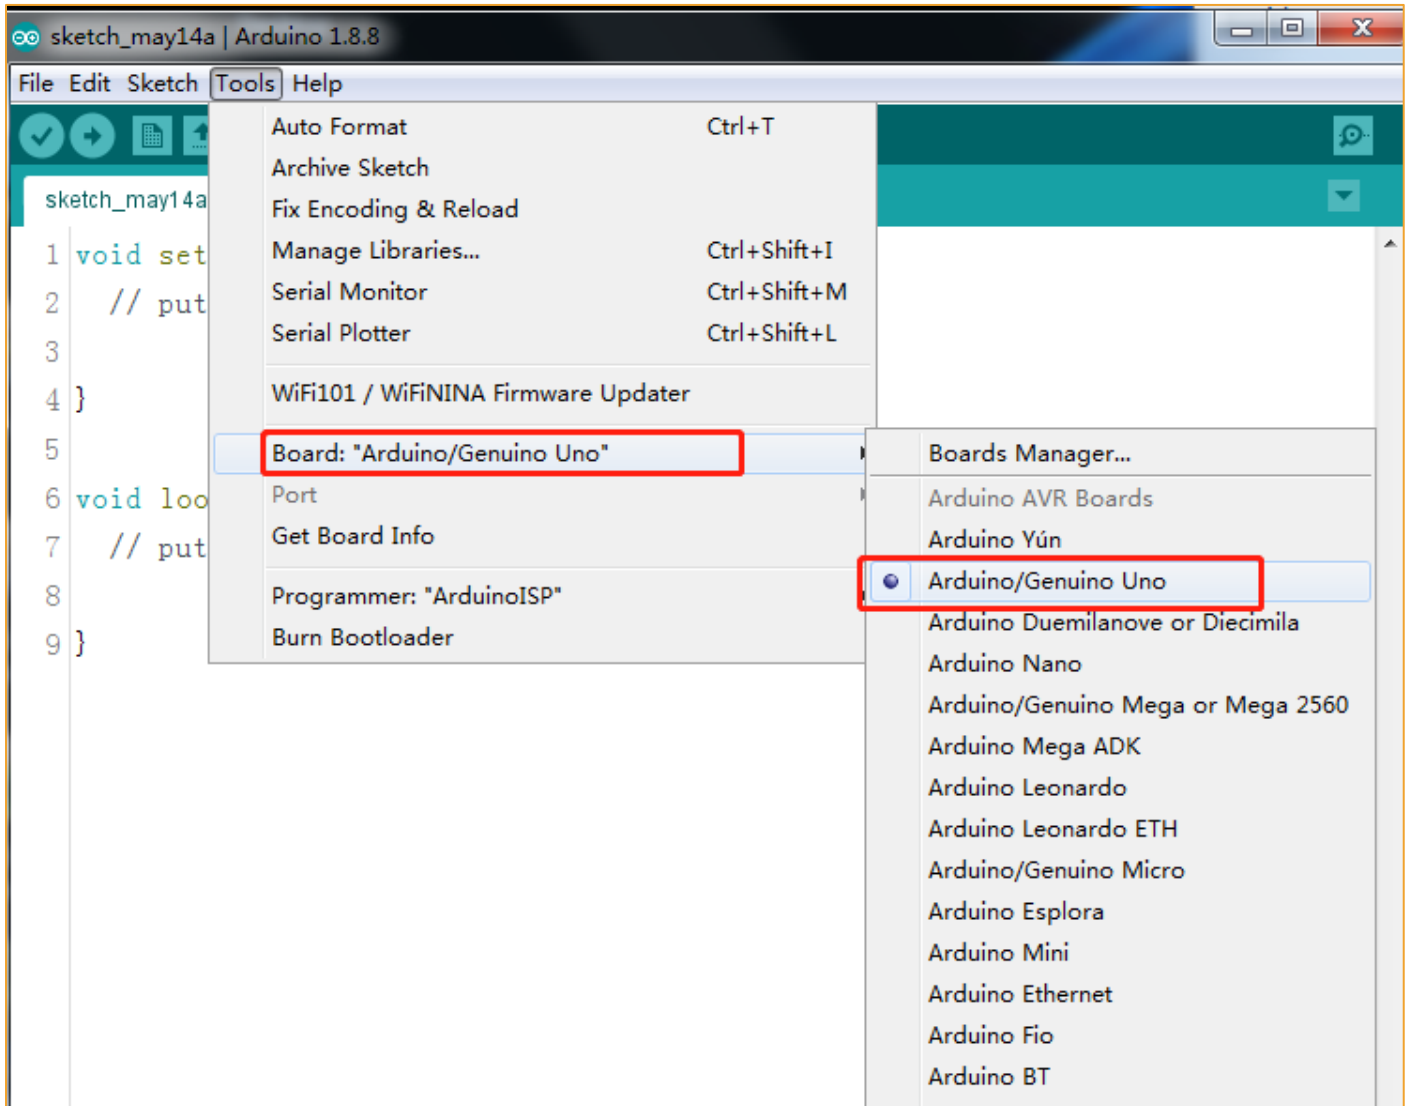 sketch_may14a | Arduino 1.8.8
File Edit Sketch Tools Help
Auto Format Ctrl+T
Archive Sketch
Fix Encoding & Reload
Manage Libraries... Ctrl+Shift+I
Serial Monitor Ctrl+Shift+M
Serial Plotter Ctrl+Shift+L
WiFi101 / WiFiNINA Firmware Updater
Board: "Arduino/Genuino Uno"
Port
Get Board Info
Programmer: "ArduinoISP"
Burn Bootloader
sketch_may14a
1 void set
2 // put
3
4 }
5
6 void loo
7 // put
8
9 }
Boards Manager...
Arduino AVR Boards
Arduino Yún
Arduino/Genuino Uno
Arduino Duemilanove or Diecimila
Arduino Nano
Arduino/Genuino Mega or Mega 2560
Arduino Mega ADK
Arduino Leonardo
Arduino Leonardo ETH
Arduino/Genuino Micro
Arduino Esplora
Arduino Mini
Arduino Ethernet
Arduino Fio
Arduino BT